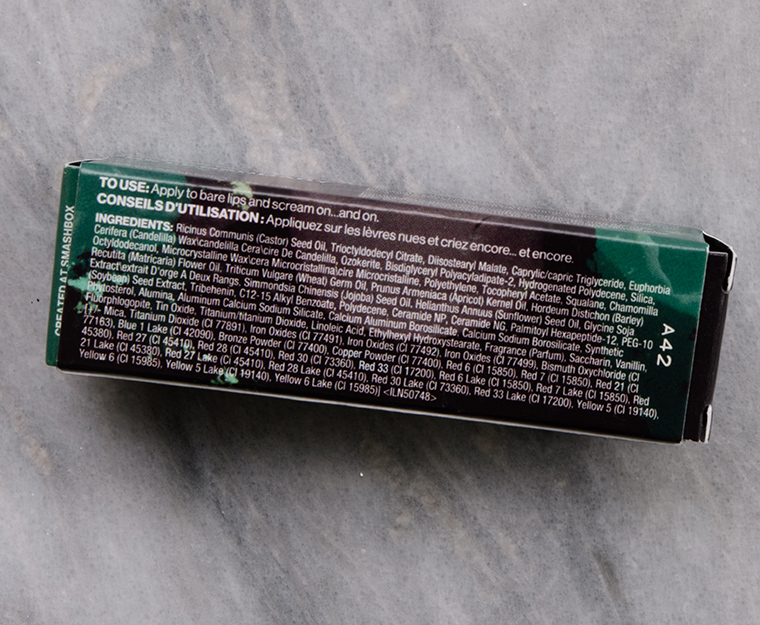 TO USE: Apply to bare lips and scream on...and on.
CONSEILS D'UTILISATION : Appliquez sur les lèvres nues et criez encore... et encore.
INGREDIENTS: Ricinus Communis (Castor) Seed Oil, Trioctyldodecyl Citrate, Diisostearyl Malate, Caprylic/capric Triglyceride, Euphorbia
Cerifera (Candelilla) Wax\candelilla Cera\cire De Candelilla, Ozokerite, Bisdiglyceryl Polyacyladipate-2, Hydrogenated Polydecene, Silica,
Octyldodecanol, Microcrystalline Wax\cera Microcristallina\cire Microcristalline, Polyethylene, Tocopheryl Acetate, Squalane, Chamomilla
Recutita (Matricaria) Flower Oil, Triticum Vulgare (Wheat) Germ Oil, Prunus Armeniaca (Apricot) Kernel Oil, Hordeum Distichon (Barley)
Extract\extrait D'orge A Deux Rangs, Simmondsia Chinensis (Jojoba) Seed Oil, Helianthus Annuus (Sunflower) Seed Oil, Glycine Soja
(Soybean) Seed Extract, Tribehenin, C12-15 Alkyl Benzoate, Polydecene, Ceramide NP, Ceramide NG, Palmitoyl Hexapeptide-12, PEG-10
Phytosterol, Alumina, Aluminum Calcium Sodium Silicate, Calcium Aluminum Borosilicate, Calcium Sodium Borosilicate, Synthetic
Fluorphlogopite, Tin Oxide, Titanium/titanium Dioxide, Linoleic Acid, Ethylhexyl Hydroxystearate, Fragrance (Parfum), Saccharin, Vanillin,
Mica, Titanium Dioxide (CI 77891), Iron Oxides (CI 77491), Iron Oxides (CI 77492), Iron Oxides (CI 77499), Bismuth Oxychloride (CI
77163), Blue 1 Lake (CI 42090), Bronze Powder (CI 77400), Copper Powder (CI 77400), Red 6 (CI 15850), Red 7 (CI 15850), Red 21 (CI
45380), Red 27 (CI 45410), Red 28 (CI 45410), Red 30 (CI 73360), Red 33 (CI 17200), Red 6 Lake (CI 15850), Red 7 Lake (CI 15850), Red
21 Lake (CI 45380), Red 27 Lake (CI 45410), Red 28 Lake (CI 45410), Red 30 Lake (CI 73360), Red 33 Lake (CI 17200), Yellow 5 (CI 19140),
Yellow 6 (CI 15985), Yellow 5 Lake (CI 19140), Yellow 6 Lake (CI 15985)] <ILN50748>
A42
CREATED AT SMASHBOX